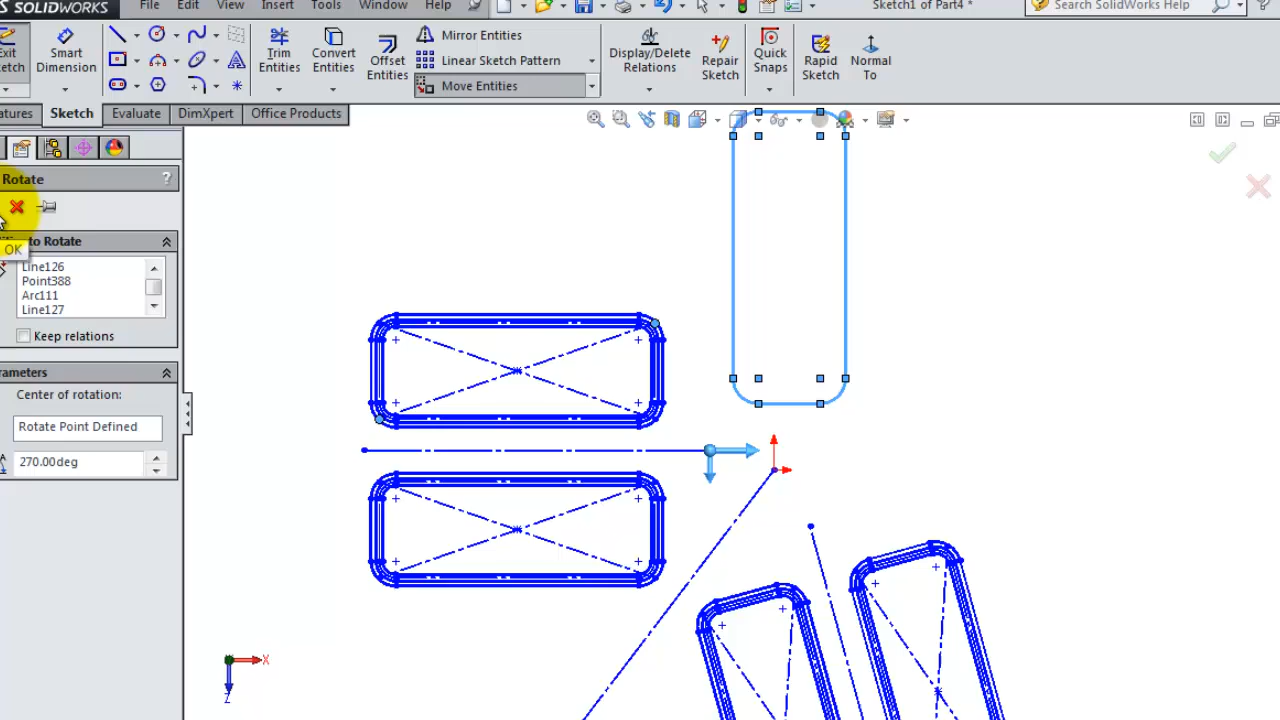 SOLIDWORKS File Edit View Insert Tools Window Help Sketch1 of Part4 * Search SolidWorks Help
Exit Sketch
Smart Dimension
Trim Entities
Convert Entities
Offset Entities
Mirror Entities
Linear Sketch Pattern
Move Entities
Display/Delete Relations
Repair Sketch
Quick Snaps
Rapid Sketch
Normal To
atures Sketch Evaluate DimXpert Office Products
Rotate ?
OK
to Rotate
Line126
Point388
Arc111
Line127
Keep relations
rameters
Center of rotation:
Rotate Point Defined
270.00deg
X
Z